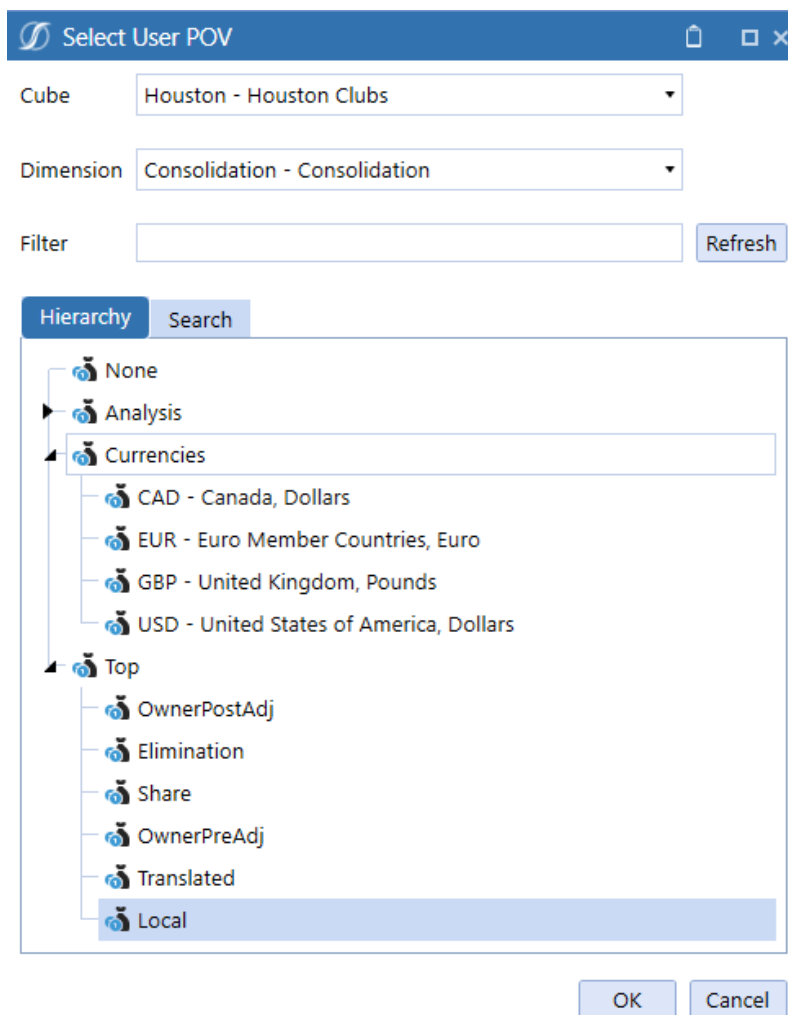 Select User POV
Cube Houston - Houston Clubs
Dimension Consolidation - Consolidation
Filter Refresh
Hierarchy Search
None
Analysis
Currencies
CAD - Canada, Dollars
EUR - Euro Member Countries, Euro
GBP - United Kingdom, Pounds
USD - United States of America, Dollars
Top
OwnerPostAdj
Elimination
Share
OwnerPreAdj
Translated
Local
OK Cancel